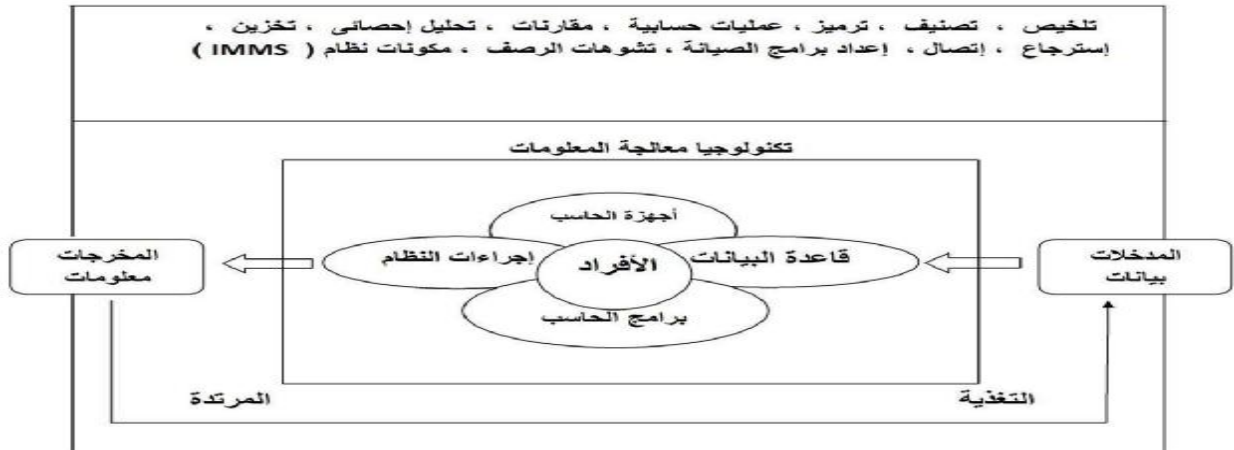 تلخيص ، تصنيف ، ترميز ، عمليات حسابية ، مقارنات ، تحليل إحصائى ، تخزين ،
إسترجاع ، إتصال ، إعداد برامج الصيانة ، تشوهات الرصف ، مكونات نظام ( IMMS )
تكنولوجيا معالجة المعلومات
أجهزة الحاسب
المدخلات
بيانات
قاعدة البيانات
الأفراد
إجراءات النظام
المخرجات
معلومات
برامج الحاسب
التغذية
المرتدة